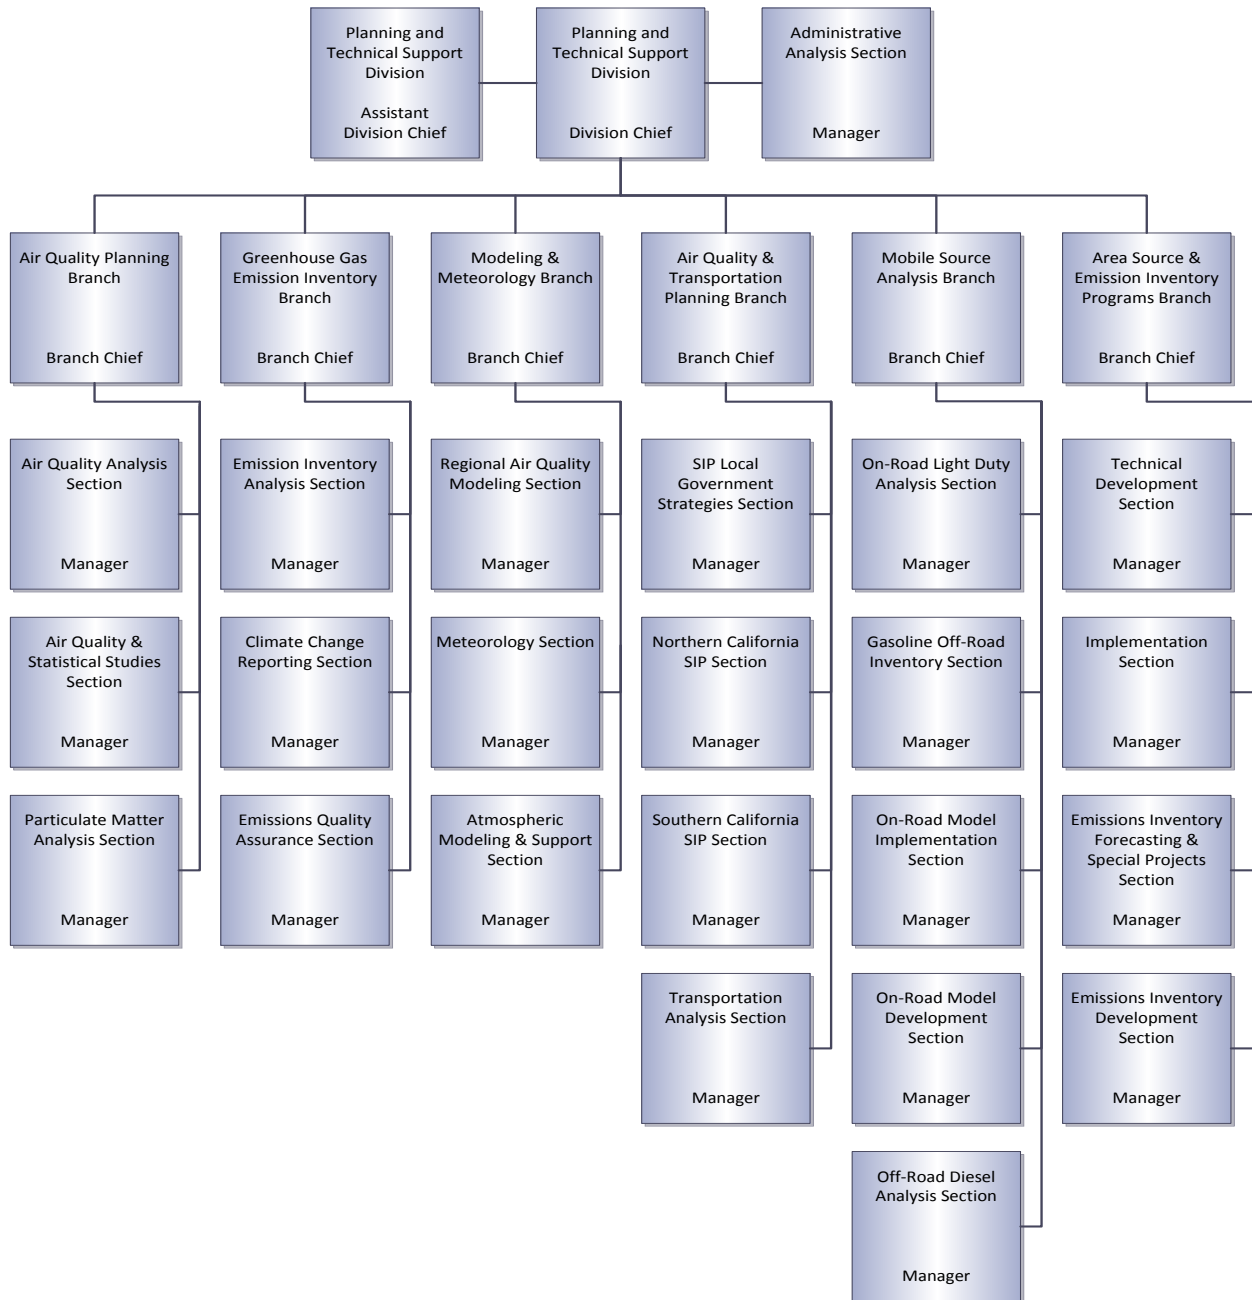 Planning and
Technical Support
Division
Assistant
Division Chief
Planning and
Technical Support
Division
Division Chief
Administrative
Analysis Section
Manager
Air Quality Planning
Branch
Branch Chief
Greenhouse Gas
Emission Inventory
Branch
Branch Chief
Modeling &
Meteorology Branch
Branch Chief
Air Quality &
Transportation
Planning Branch
Branch Chief
Mobile Source
Analysis Branch
Branch Chief
Area Source &
Emission Inventory
Programs Branch
Branch Chief
Air Quality Analysis
Section
Manager
Emission Inventory
Analysis Section
Manager
Regional Air Quality
Modeling Section
Manager
SIP Local
Government
Strategies Section
Manager
On-Road Light Duty
Analysis Section
Manager
Technical
Development
Section
Manager
Air Quality &
Statistical Studies
Section
Manager
Climate Change
Reporting Section
Manager
Meteorology Section
Manager
Northern California
SIP Section
Manager
Gasoline Off-Road
Inventory Section
Manager
Implementation
Section
Manager
Particulate Matter
Analysis Section
Manager
Emissions Quality
Assurance Section
Manager
Atmospheric
Modeling & Support
Section
Manager
Southern California
SIP Section
Manager
On-Road Model
Implementation
Section
Manager
Emissions Inventory
Forecasting &
Special Projects
Section
Manager
Transportation
Analysis Section
Manager
On-Road Model
Development
Section
Manager
Emissions Inventory
Development
Section
Manager
Off-Road Diesel
Analysis Section
Manager